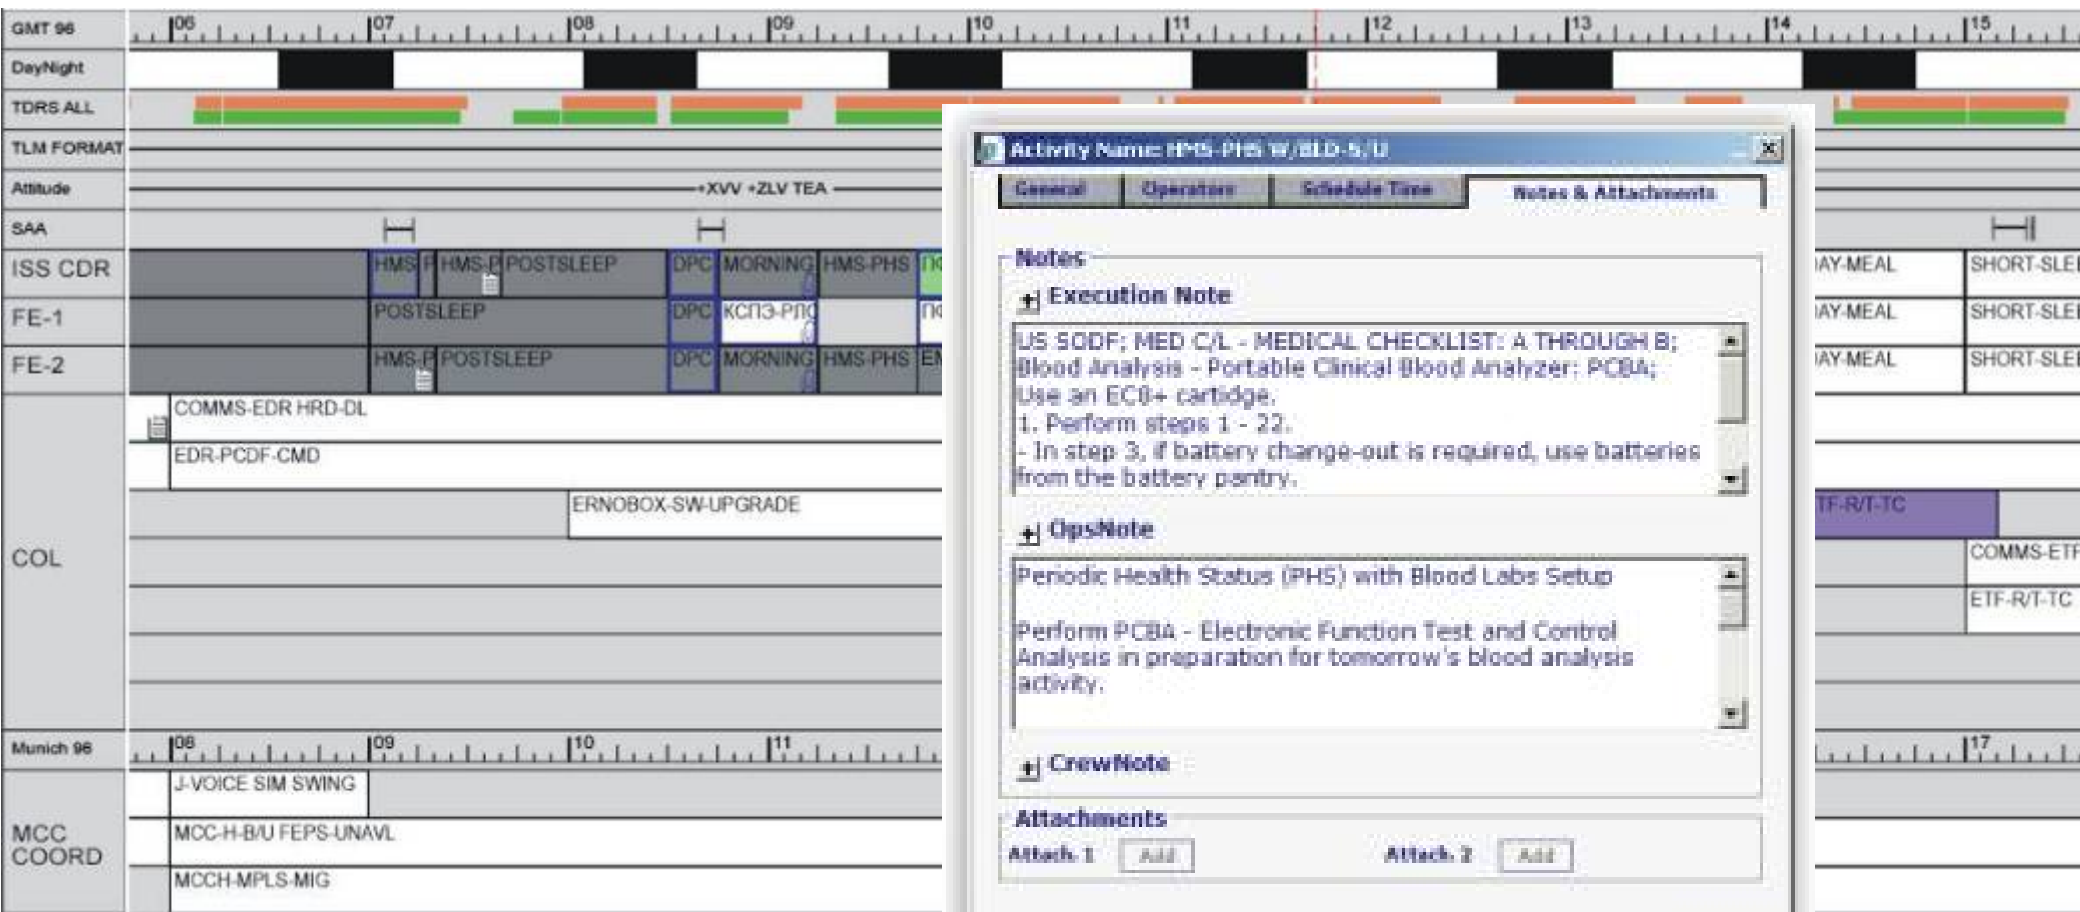 GMT 96 06 07 08 09 10 11 12 13 14 15
DayNight
TDRS ALL
TLM FORMAT
Attitude +XVV +ZLV TEA
SAA
ISS CDR HMS HMS-P POSTSLEEP DPC MORNING HMS-PHS AY-MEAL SHORT-SLE
FE-1 POSTSLEEP DPC КСПЭ-РЛС AY-MEAL SHORT-SLE
FE-2 HMS-P POSTSLEEP DPC MORNING HMS-PHS AY-MEAL SHORT-SLE
COL
COMMS-EDR HRD-DL
EDR-PCDF-CMD
ERNOBOX-SW-UPGRADE TF-R/T-TC
COMMS-ETF
ETF-R/T-TC
Munich 96 08 09 10 11 17
MCC
COORD
J-VOICE SIM SWING
MCC-H-B/U FEPS-UNAVL
MCCH-MPLS-MIG
Activity Name: HMS-PHS W/BLD-S/U
General Operators Schedule Time Notes & Attachments
Notes
Execution Note
US SODF: MED C/L - MEDICAL CHECKLIST: A THROUGH B;
Blood Analysis - Portable Clinical Blood Analyzer: PCBA;
Use an EC8+ cartidge.
1. Perform steps 1 - 22.
- In step 3, if battery change-out is required, use batteries
from the battery pantry.
OpsNote
Periodic Health Status (PHS) with Blood Labs Setup
Perform PCBA - Electronic Function Test and Control
Analysis in preparation for tomorrow's blood analysis
activity.
CrewNote
Attachments
Attach. 1 Add Attach. 2 Add